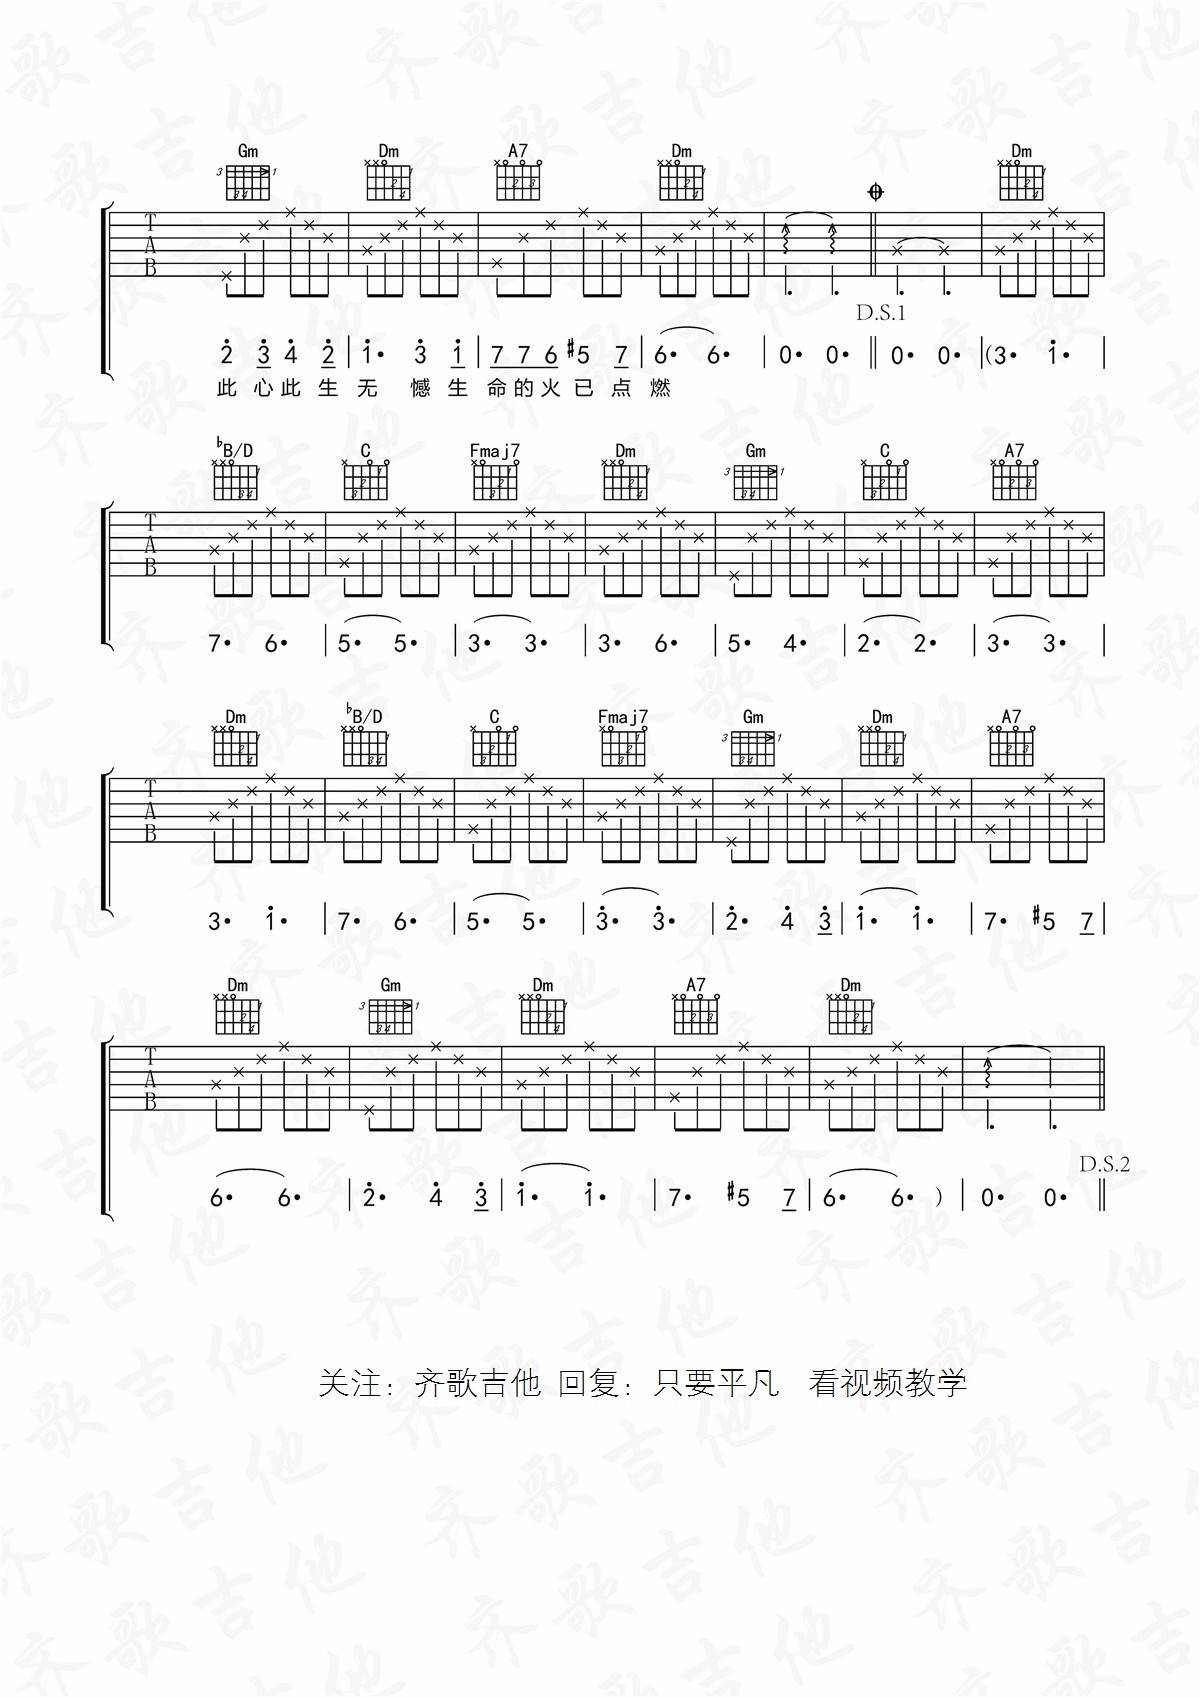 Gm Dm A7 Dm Dm
T
A
B
D.S.1
2 3 4 2 | 1· 3 1 | 7 7 6 #5 7 | 6· 6· | 0· 0· || 0· 0· | (3· 1· |
此 心 此 生 无 憾 生 命 的 火 已 点 燃
♭B/D C Fmaj7 Dm Gm C A7
T
A
B
7· 6· | 5· 5· | 3· 3· | 3· 6· | 5· 4· | 2· 2· | 3· 3· |
Dm ♭B/D C Fmaj7 Gm Dm A7
T
A
B
3· 1· | 7· 6· | 5· 5· | 3· 3· | 2· 4 3 | 1· 1· | 7· #5 7 |
Dm Gm Dm A7 Dm
T
A
B
D.S.2
6· 6· | 2· 4 3 | 1· 1· | 7· #5 7 | 6· 6· ) | 0· 0· ||
关注：齐歌吉他 回复：只要平凡 看视频教学